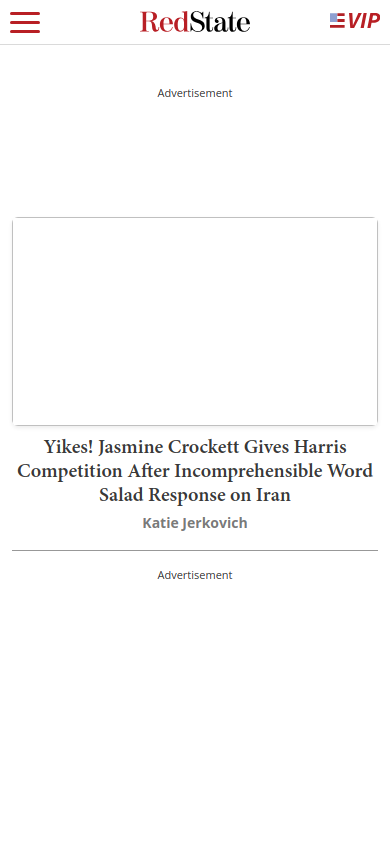 RedState
VIP
Advertisement
Yikes! Jasmine Crockett Gives Harris
Competition After Incomprehensible Word
Salad Response on Iran
Katie Jerkovich
Advertisement